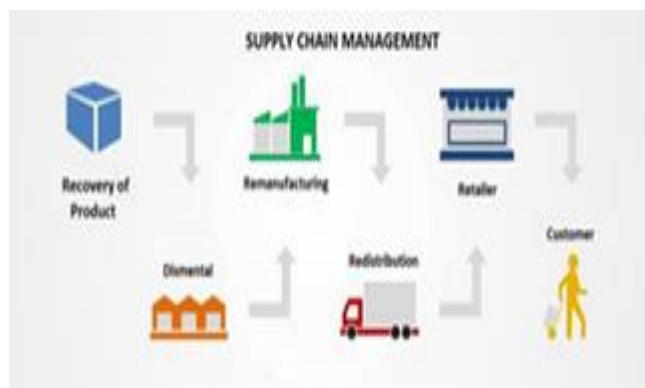 SUPPLY CHAIN MANAGEMENT
Recovery of
Product
Dismental
Remanufacturing
Redistribution
Retailer
Customer